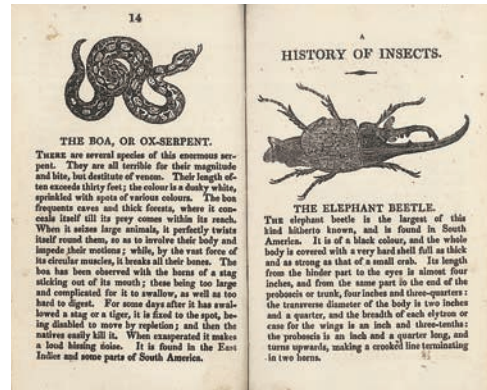 14
THE BOA, OR OX-SERPENT.
THERE are several species of this enormous ser-
pent. They are all terrible for their magnitude
and bite, but destitute of venom. Their length of-
ten exceeds thirty feet; the colour is a dusky white,
sprinkled with spots of various colours. The boa
frequents caves and thick forests, where it con-
ceals itself till its prey comes within its reach.
When it seizes large animals, it perfectly twists
itself round them, so as to involve their body and
impede their motions; while, by the vast force of
its circular muscles, it breaks all their bones. The
boa has been observed with the horns of a stag
sticking out of its mouth; these being too large
and complicated for it to swallow, as well as too
hard to digest. For some days after it has swal-
lowed a stag or a tiger, it is fixed to the spot, be-
ing disabled to move by repletion; and then the
natives easily kill it. When exasperated it makes
a loud hissing noise. It is found in the East
Indies and some parts of South America.
A
HISTORY OF INSECTS.
THE ELEPHANT BEETLE.
THE elephant beetle is the largest of this
kind hitherto known, and is found in South
America. It is of a black colour, and the whole
body is covered with a very hard shell full as thick
and as strong as that of a small crab. Its length
from the hinder part to the eyes is almost four
inches, and from the same part to the end of the
proboscis or trunk, four inches and three-quarters:
the transverse diameter of the body is two inches
and a quarter, and the breadth of each elytron or
case for the wings is an inch and three-tenths:
the proboscis is an inch and a quarter long, and
turns upwards, making a crooked line terminating
in two horns.